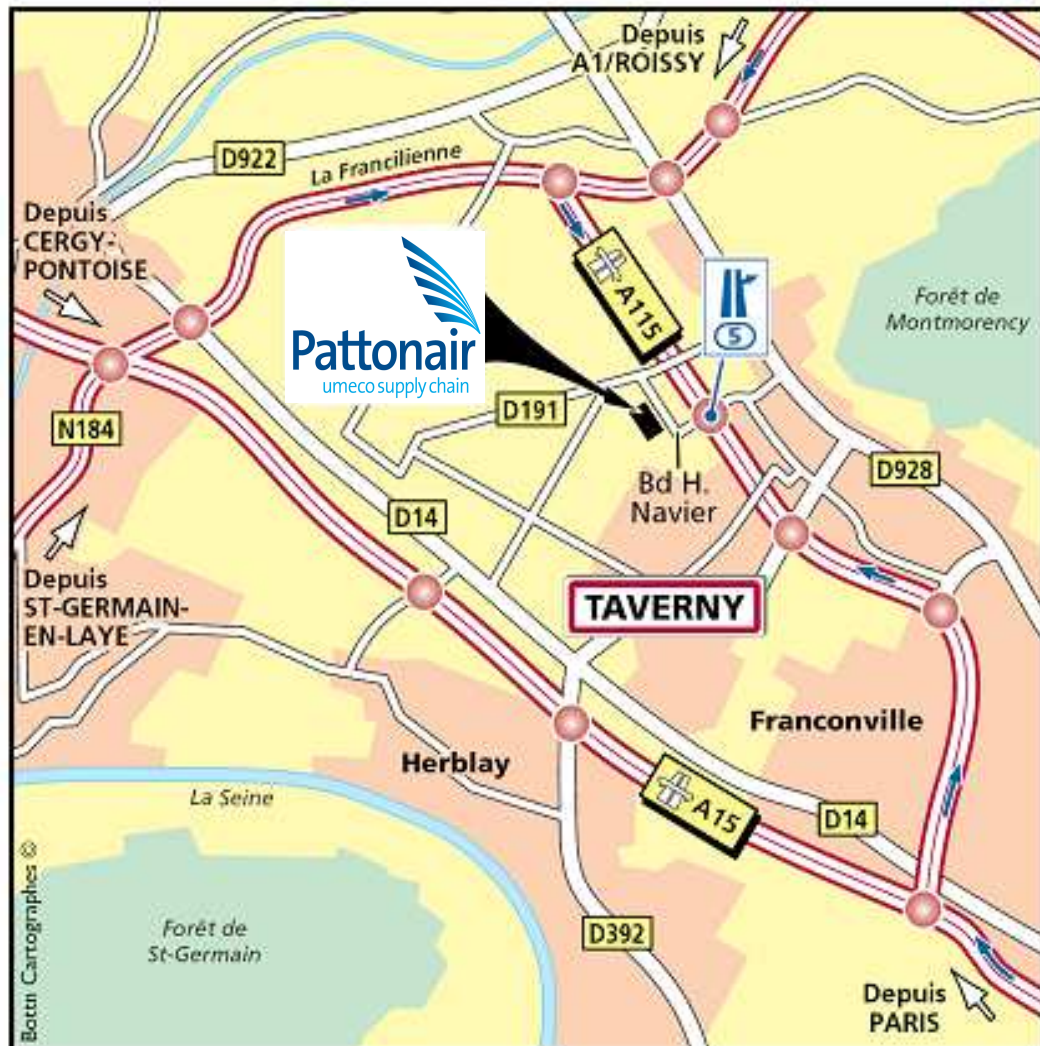 Depuis
A1/ROISSY
D922
La Francilienne
Depuis
CERGY-
PONTOISE
A115
5
Forêt de
Montmorency
Pattonair
umeco supply chain
D191
N184
D928
Bd H.
Navier
D14
Depuis
ST-GERMAIN-
EN-LAYE
TAVERNY
Franconville
Herblay
La Seine
A15
D14
Forêt de
St-Germain
D392
Depuis
PARIS
Bottin Cartographes ©